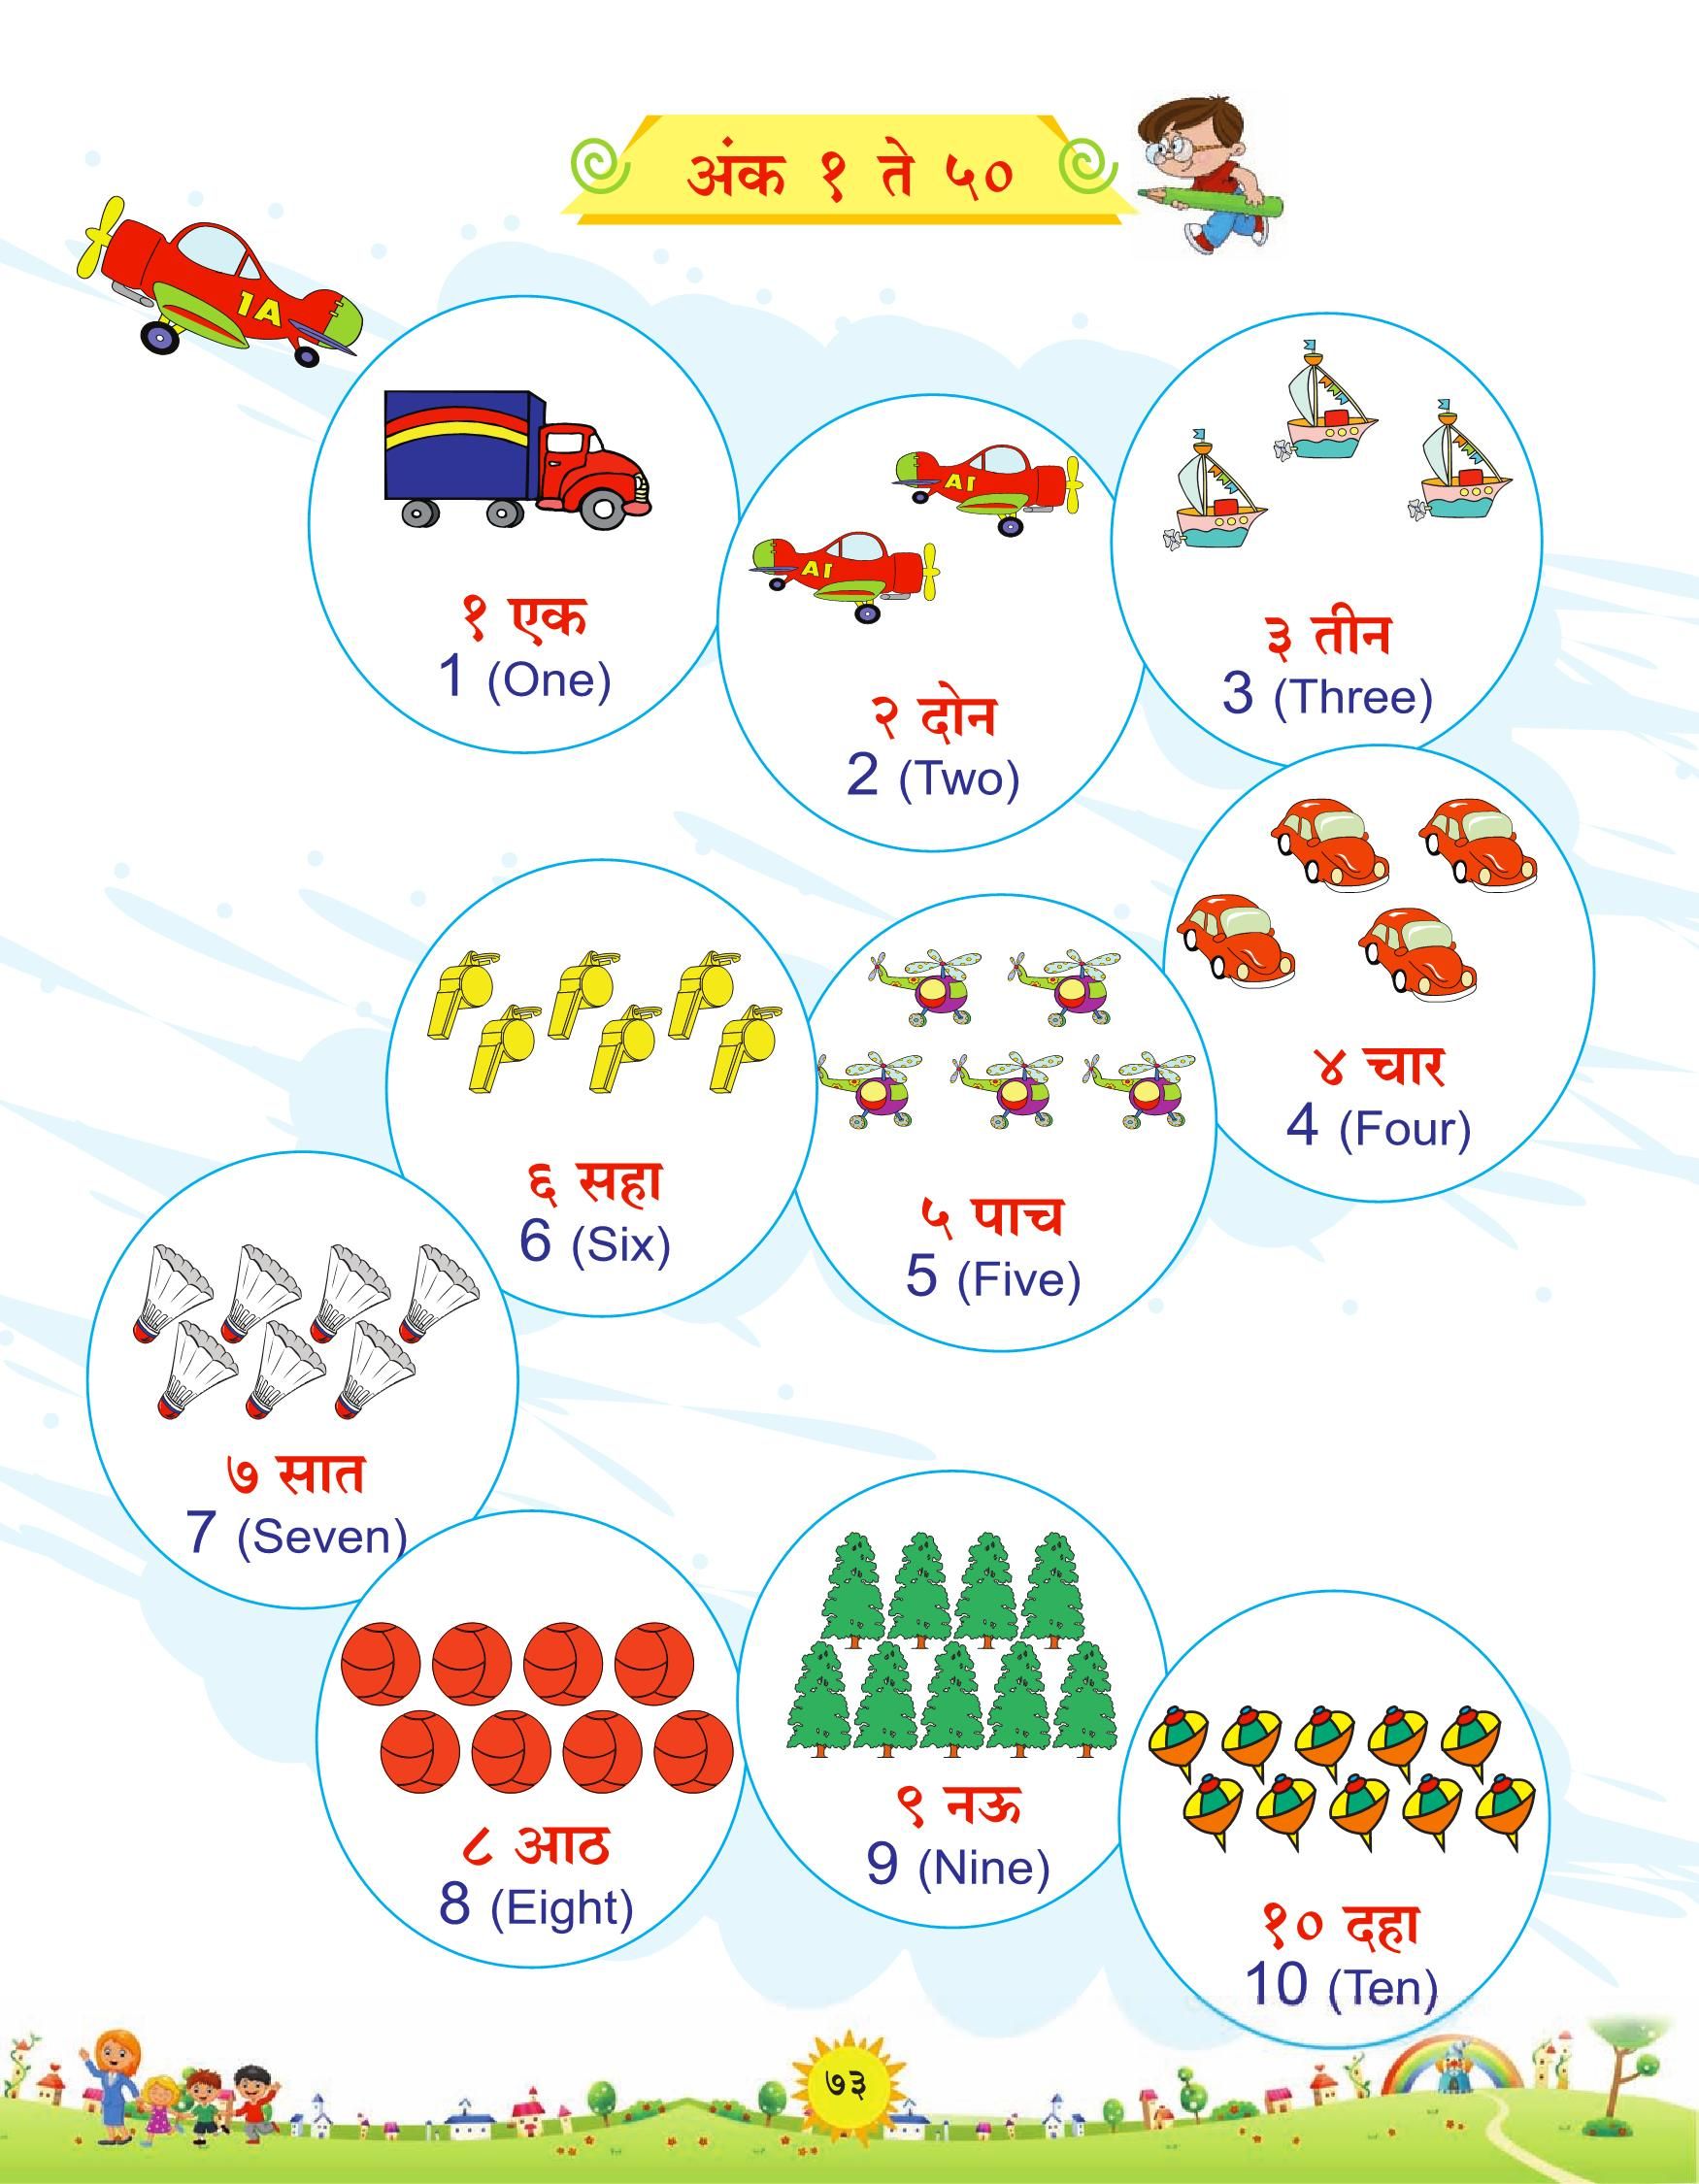 अंक १ ते ५०
1A
१ एक
1 (One)
२ दोन
2 (Two)
३ तीन
3 (Three)
४ चार
4 (Four)
५ पाच
5 (Five)
६ सहा
6 (Six)
७ सात
7 (Seven)
८ आठ
8 (Eight)
९ नऊ
9 (Nine)
१० दहा
10 (Ten)
७३